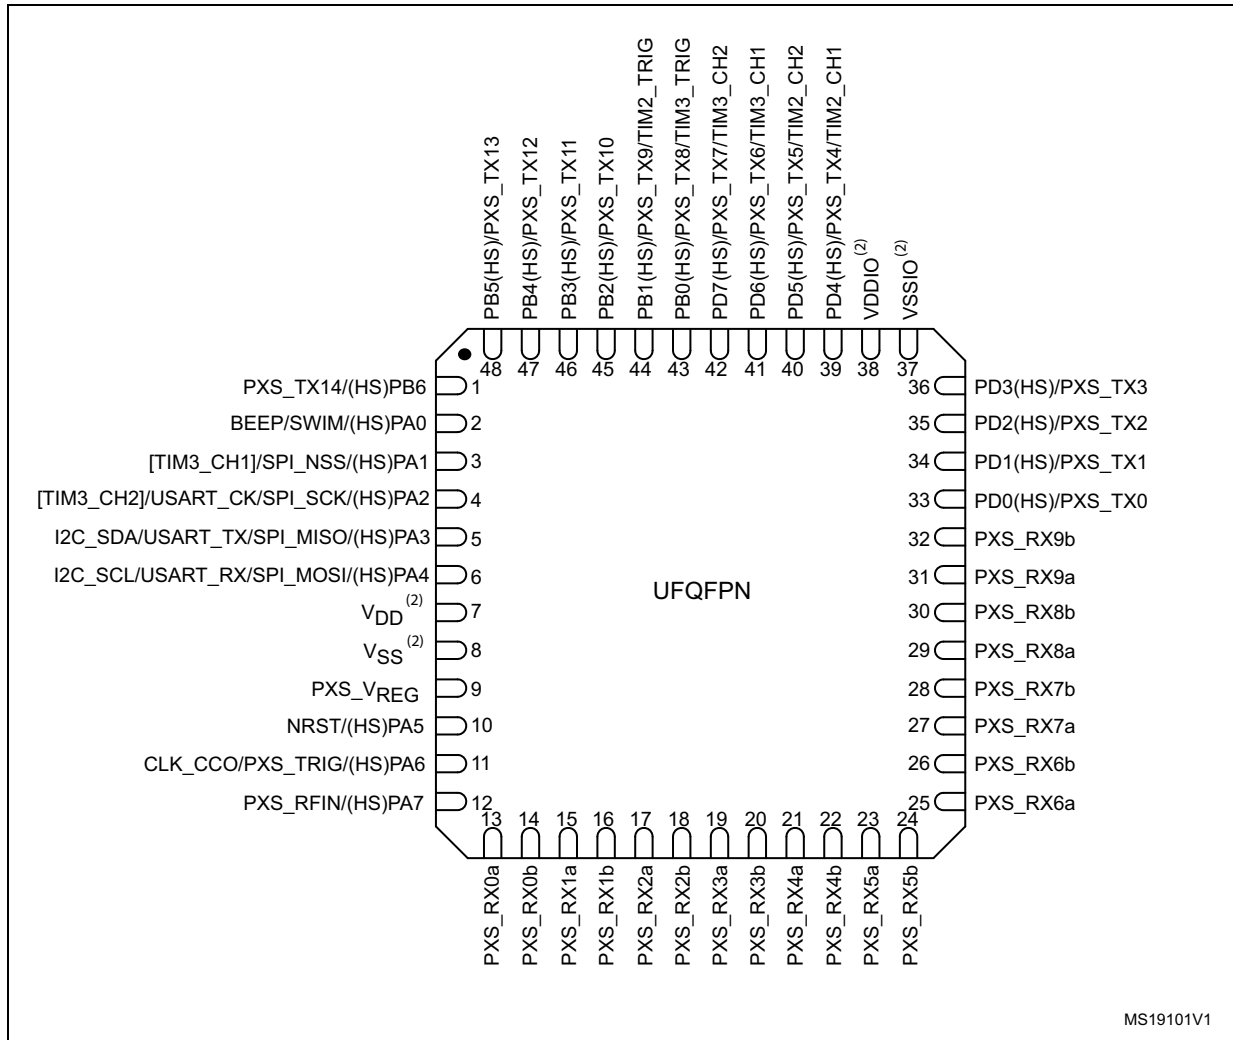 PB5(HS)/PXS_TX13
PB4(HS)/PXS_TX12
PB3(HS)/PXS_TX11
PB2(HS)/PXS_TX10
PB1(HS)/PXS_TX9/TIM2_TRIG
PB0(HS)/PXS_TX8/TIM3_TRIG
PD7(HS)/PXS_TX7/TIM3_CH2
PD6(HS)/PXS_TX6/TIM3_CH1
PD5(HS)/PXS_TX5/TIM2_CH2
PD4(HS)/PXS_TX4/TIM2_CH1
VDDIO(2)
VSSIO(2)
48 47 46 45 44 43 42 41 40 39 38 37
PXS_TX14/(HS)PB6 1
BEEP/SWIM/(HS)PA0 2
[TIM3_CH1]/SPI_NSS/(HS)PA1 3
[TIM3_CH2]/USART_CK/SPI_SCK/(HS)PA2 4
I2C_SDA/USART_TX/SPI_MISO/(HS)PA3 5
I2C_SCL/USART_RX/SPI_MOSI/(HS)PA4 6
VDD(2) 7
VSS(2) 8
PXS_VREG 9
NRST/(HS)PA5 10
CLK_CCO/PXS_TRIG/(HS)PA6 11
PXS_RFIN/(HS)PA7 12
UFQFPN
36 PD3(HS)/PXS_TX3
35 PD2(HS)/PXS_TX2
34 PD1(HS)/PXS_TX1
33 PD0(HS)/PXS_TX0
32 PXS_RX9b
31 PXS_RX9a
30 PXS_RX8b
29 PXS_RX8a
28 PXS_RX7b
27 PXS_RX7a
26 PXS_RX6b
25 PXS_RX6a
13 14 15 16 17 18 19 20 21 22 23 24
PXS_RX0a
PXS_RX0b
PXS_RX1a
PXS_RX1b
PXS_RX2a
PXS_RX2b
PXS_RX3a
PXS_RX3b
PXS_RX4a
PXS_RX4b
PXS_RX5a
PXS_RX5b
MS19101V1